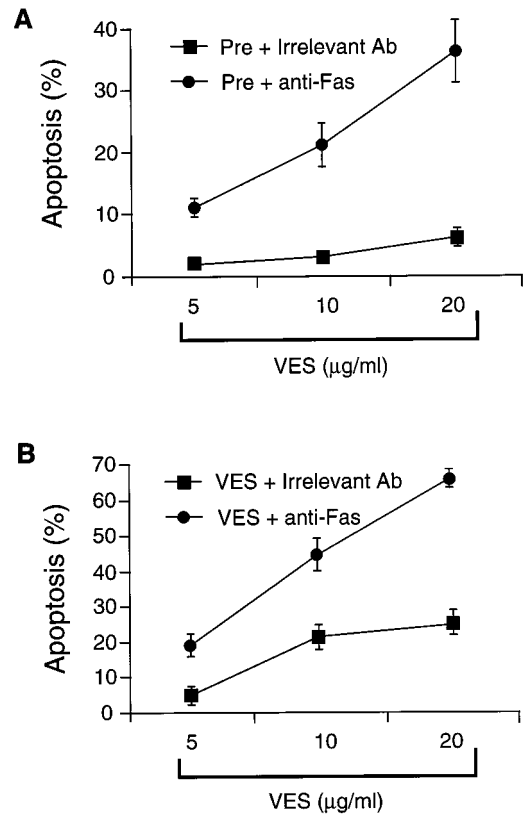 A
40
30
20
10
0
Apoptosis (%)
Pre + Irrelevant Ab
Pre + anti-Fas
5 10 20
VES (μg/ml)
B
70
60
50
40
30
20
10
0
Apoptosis (%)
VES + Irrelevant Ab
VES + anti-Fas
5 10 20
VES (μg/ml)